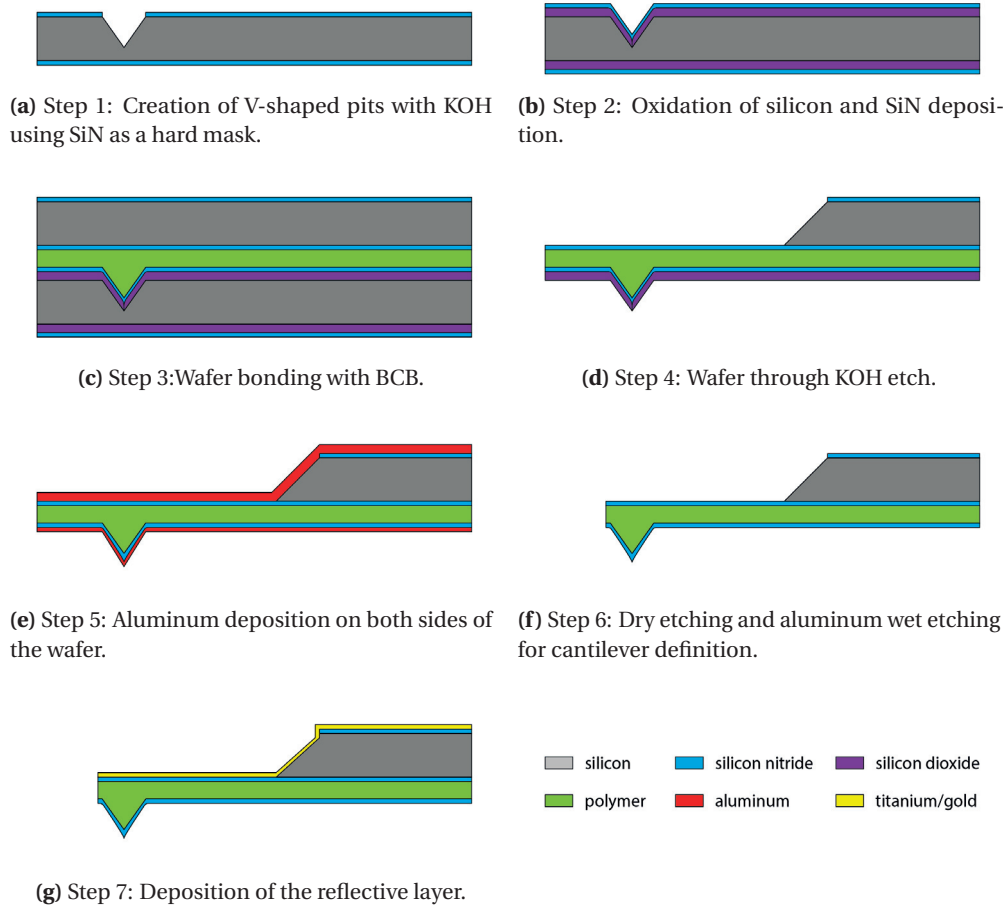 (a) Step 1: Creation of V-shaped pits with KOH
using SiN as a hard mask.
(b) Step 2: Oxidation of silicon and SiN deposi-
tion.
(c) Step 3:Wafer bonding with BCB.
(d) Step 4: Wafer through KOH etch.
(e) Step 5: Aluminum deposition on both sides of
the wafer.
(f) Step 6: Dry etching and aluminum wet etching
for cantilever definition.
silicon
silicon nitride
silicon dioxide
polymer
aluminum
titanium/gold
(g) Step 7: Deposition of the reflective layer.